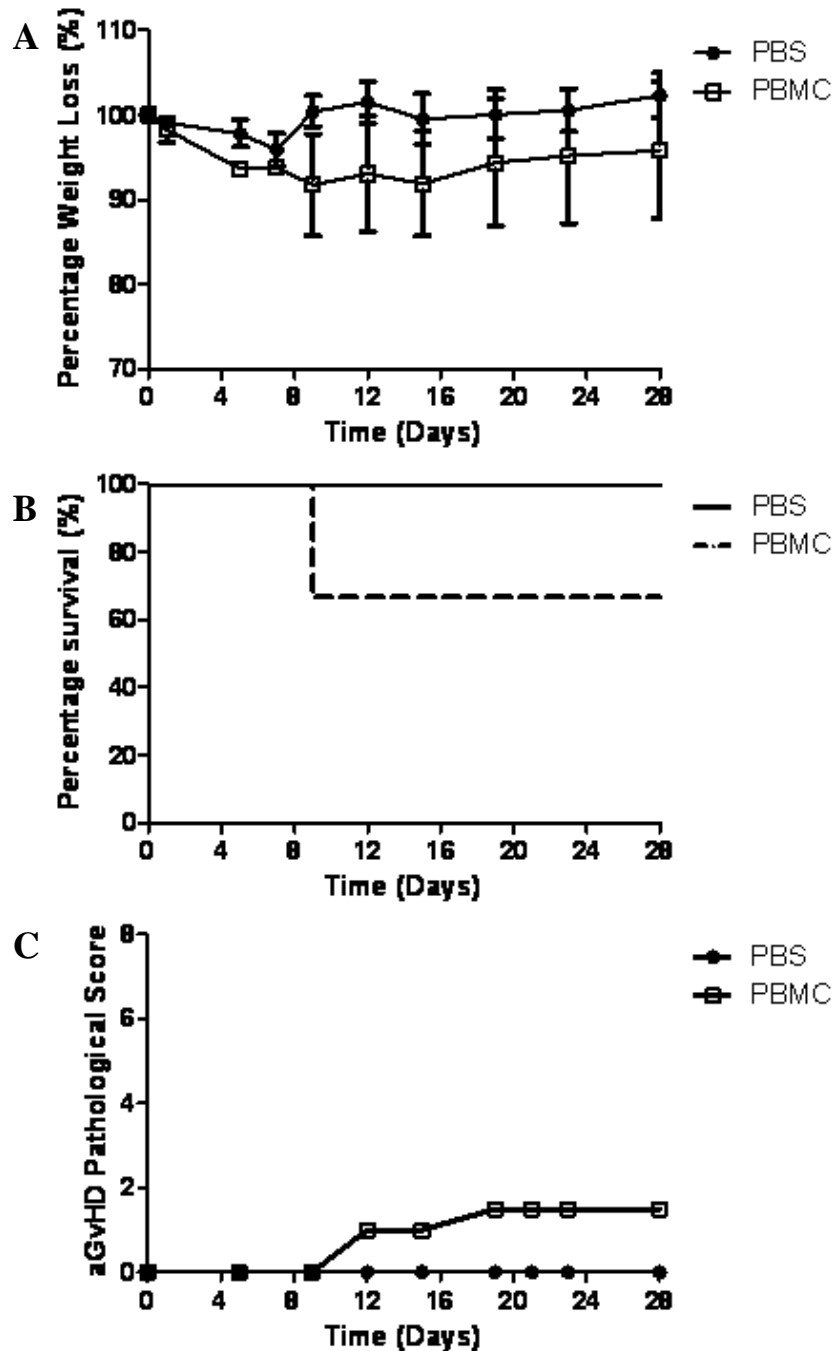 A
Percentage Weight Loss (%)
110
100
90
80
70
0 4 8 12 16 20 24 28
Time (Days)
PBS
PBMC
B
Percentage survival (%)
100
80
60
40
20
0
0 4 8 12 16 20 24 28
Time (Days)
PBS
PBMC
C
aGvHD Pathological Score
8
6
4
2
0
0 4 8 12 16 20 24 28
Time (Days)
PBS
PBMC